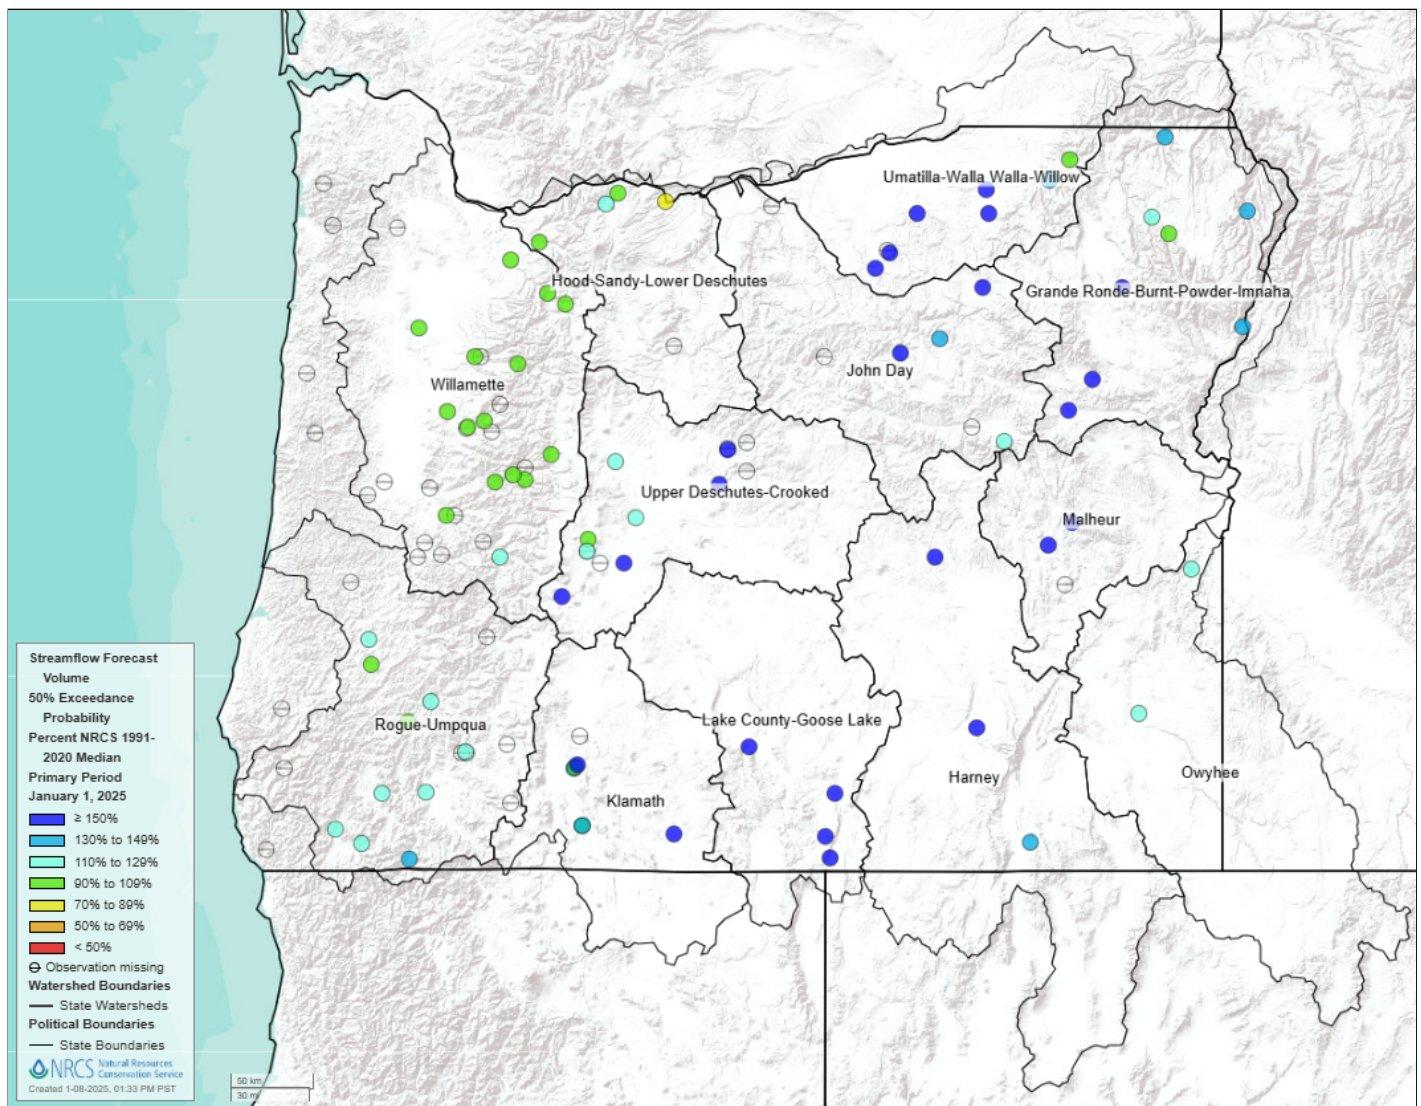 Umatilla-Walla Walla-Willow
Hood-Sandy-Lower Deschutes
Grande Ronde-Burnt-Powder-Imnaha
John Day
Willamette
Upper Deschutes-Crooked
Malheur
Rogue-Umpqua
Lake County-Goose Lake
Klamath
Harney
Owyhee
Streamflow Forecast
Volume
50% Exceedance
Probability
Percent NRCS 1991-
2020 Median
Primary Period
January 1, 2025
≥ 150%
130% to 149%
110% to 129%
90% to 109%
70% to 89%
50% to 69%
< 50%
Observation missing
Watershed Boundaries
State Watersheds
Political Boundaries
State Boundaries
NRCS Natural Resources
Conservation Service
Created 1-08-2025, 01:33 PM PST
50 km
30 mi